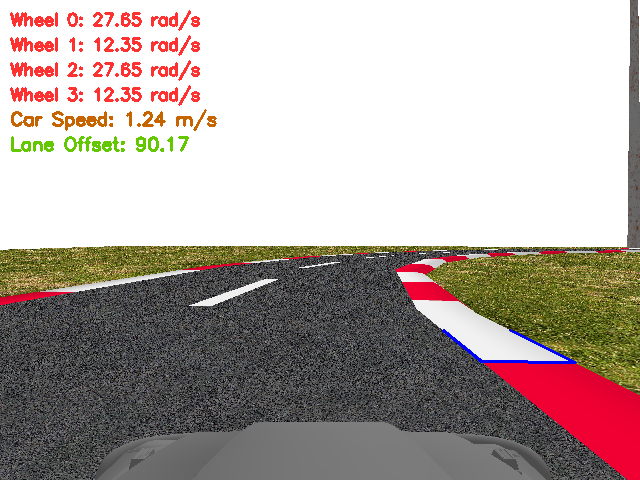 Wheel 0: 27.65 rad/s
Wheel 1: 12.35 rad/s
Wheel 2: 27.65 rad/s
Wheel 3: 12.35 rad/s
Car Speed: 1.24 m/s
Lane Offset: 90.17